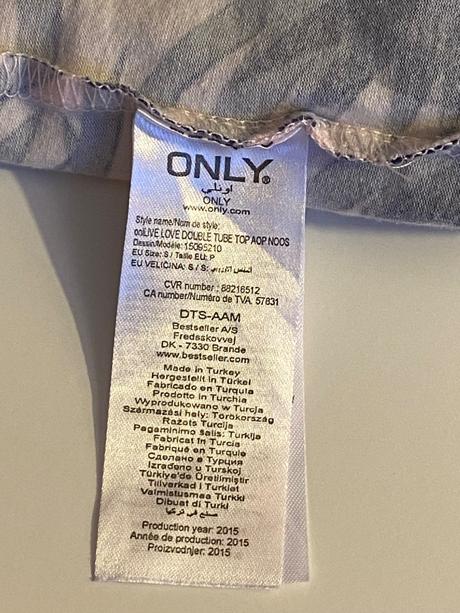 ONLY®
اونلي
ONLY
www.only.com
Style name/Nom de style:
onlLIVE LOVE DOUBLE TUBE TOP AOP NOOS
Dessin/Modèle: 15095210
EU Size: S / Taille EU: P
EU VELIČINA: S / S: المقاس الأوروبي
CVR number : 88216512
CA number/Numéro de TVA: 57831
DTS-AAM
Bestseller A/S
Fredskovvej
DK - 7330 Brande
www.bestseller.com
Made in Turkey
Hergestellt in Türkei
Fabricado en Turquía
Prodotto in Turchia
Wyprodukowano w Turcja
Származási hely: Törökország
Ražots Turcija
Pagaminimo šalis: Turkija
Fabricat în Turcia
Fabriqué en Turquie
Сделано в Турция
Izrađeno u Turskoj
Türkiye'de Üretilmiştir
Tillverkad i Turkiet
Valmistusmaa Turkki
Dibuat di Turki
صنع في تركيا
Production year: 2015
Année de production: 2015
Proizvodnjer: 2015